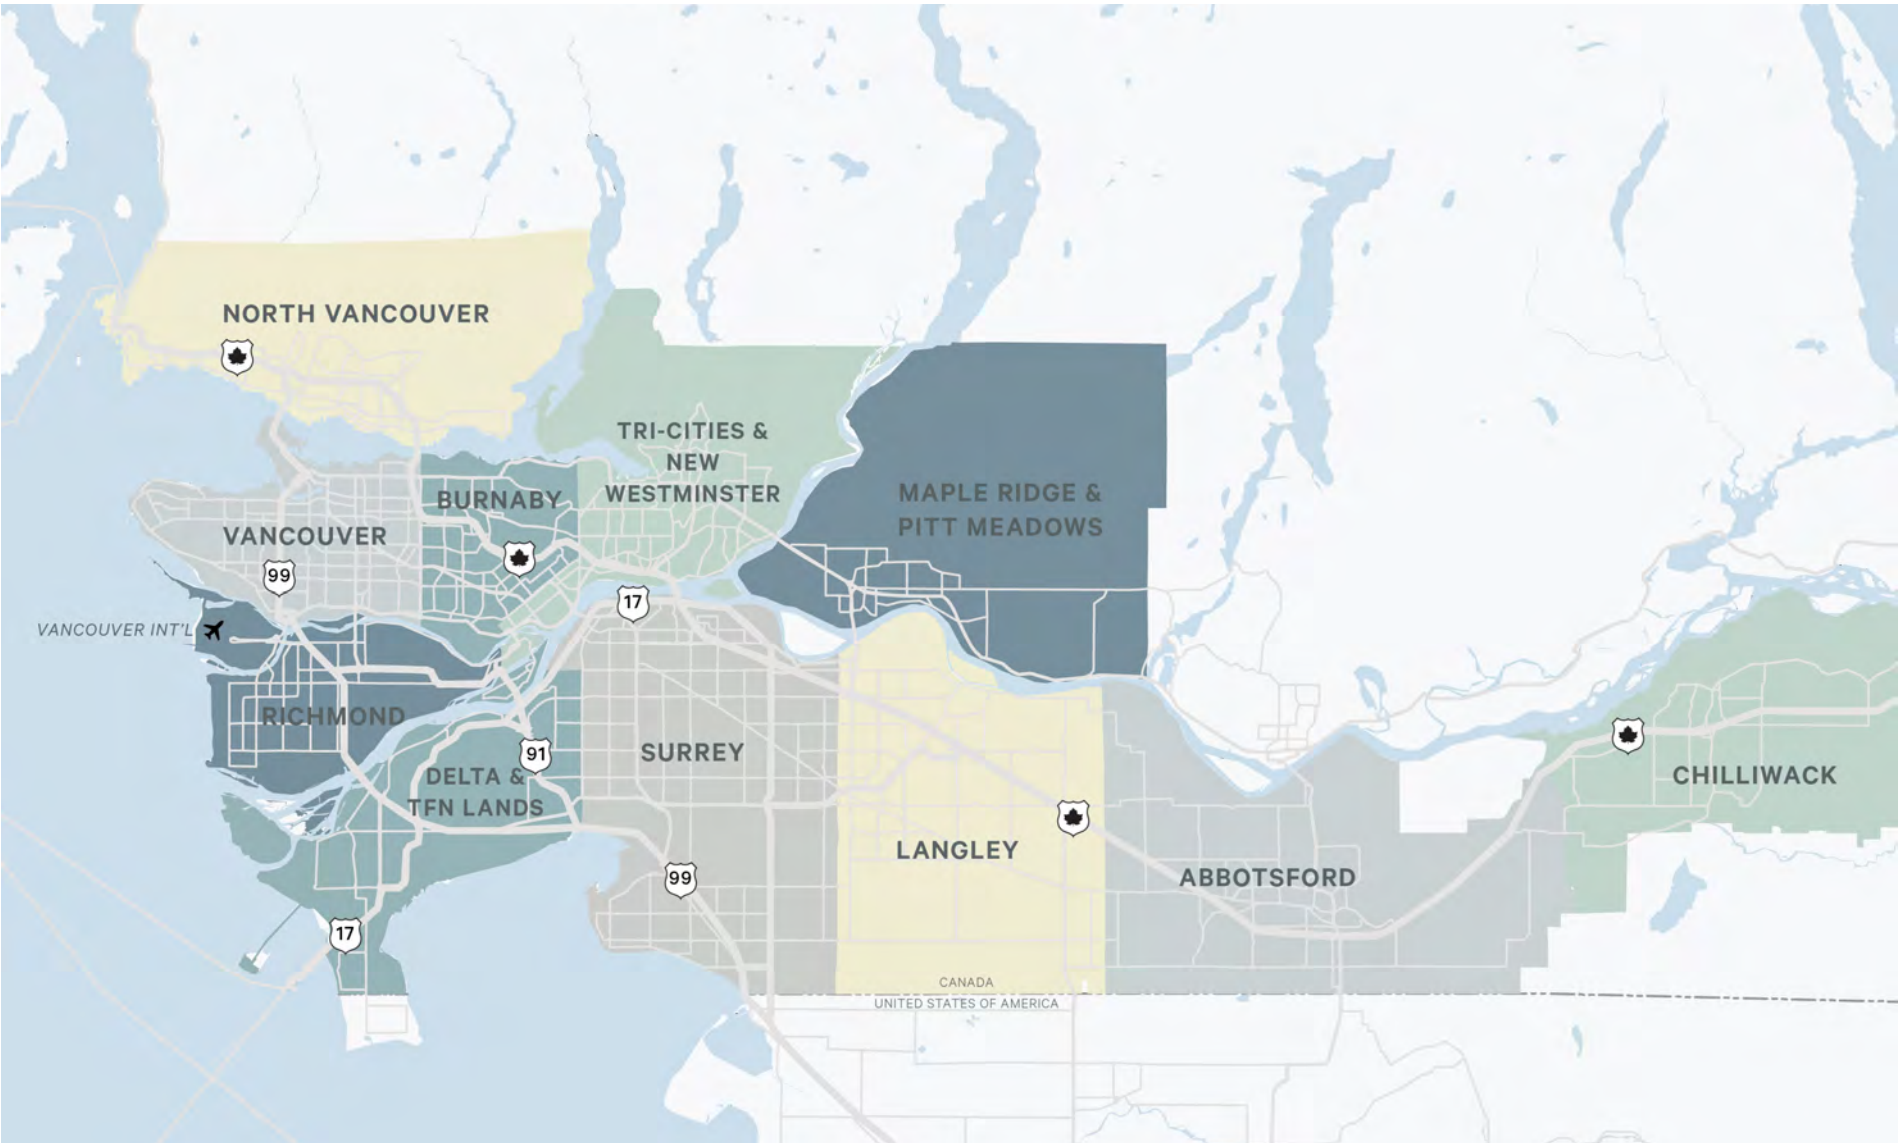 NORTH VANCOUVER
TRI-CITIES &
NEW
WESTMINSTER
BURNABY
MAPLE RIDGE &
PITT MEADOWS
VANCOUVER
99
17
VANCOUVER INT'L
RICHMOND
91
SURREY
DELTA &
TFN LANDS
CHILLIWACK
LANGLEY
99
ABBOTSFORD
17
CANADA
UNITED STATES OF AMERICA